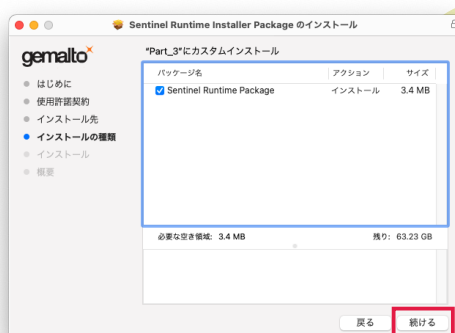 Sentinel Runtime Installer Package のインストール
gemalto×
"Part_3"にカスタムインストール
パッケージ名 アクション サイズ
Sentinel Runtime Package インストール 3.4 MB
はじめに
使用許諾契約
インストール先
インストールの種類
インストール
概要
必要な空き領域: 3.4 MB 残り: 63.23 GB
戻る 続ける